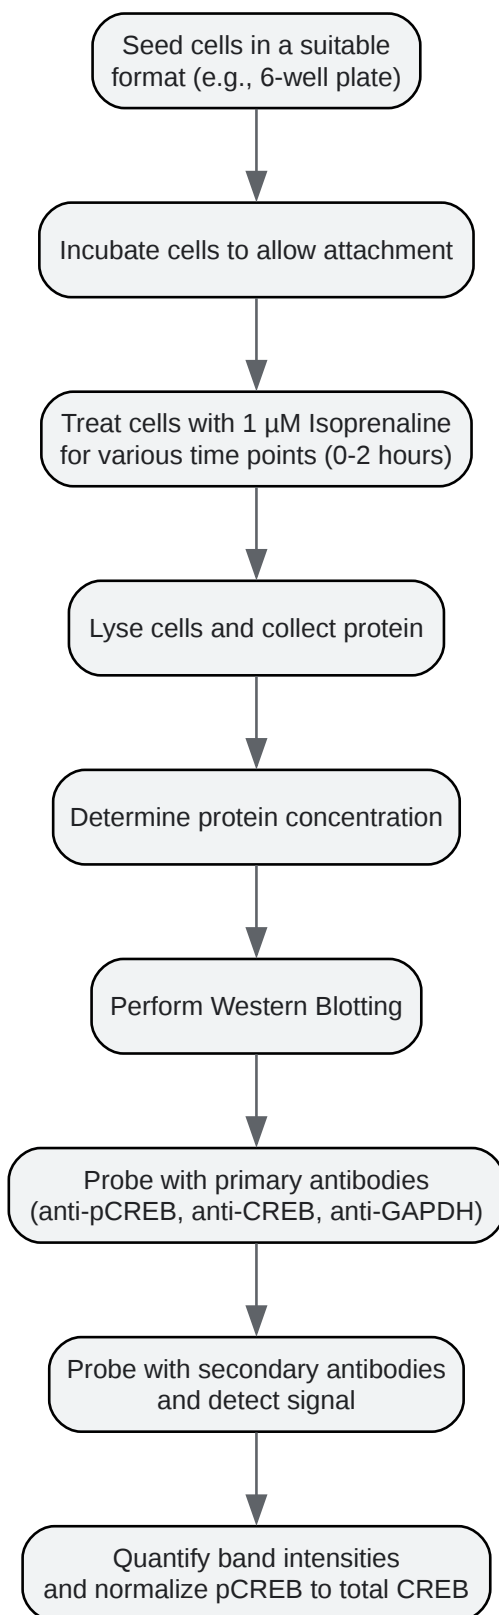 Seed cells in a suitable
format (e.g., 6-well plate)
Incubate cells to allow attachment
Treat cells with 1 µM Isoprenaline
for various time points (0-2 hours)
Lyse cells and collect protein
Determine protein concentration
Perform Western Blotting
Probe with primary antibodies
(anti-pCREB, anti-CREB, anti-GAPDH)
Probe with secondary antibodies
and detect signal
Quantify band intensities
and normalize pCREB to total CREB